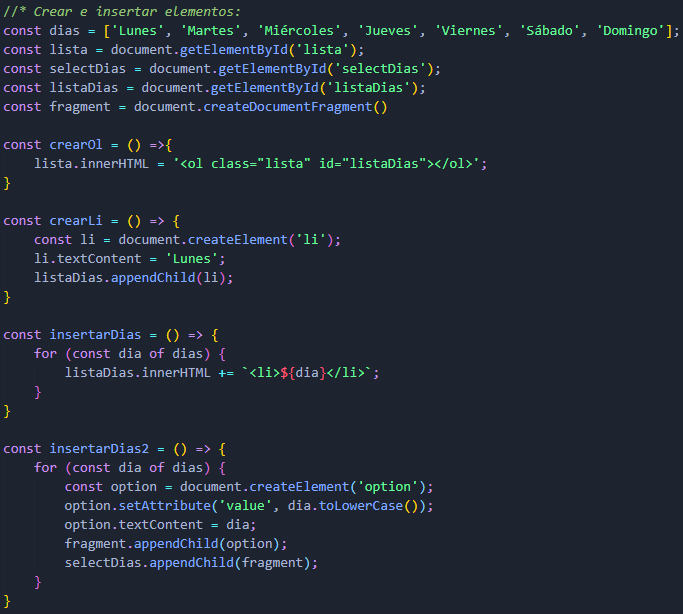 //* Crear e insertar elementos:
const dias = ['Lunes', 'Martes', 'Miércoles', 'Jueves', 'Viernes', 'Sábado', 'Domingo'];
const lista = document.getElementById('lista');
const selectDias = document.getElementById('selectDias');
const listaDias = document.getElementById('listaDias');
const fragment = document.createDocumentFragment()

const crearOl = () =>{
    lista.innerHTML = '<ol class="lista" id="listaDias"></ol>';
}

const crearLi = () => {
    const li = document.createElement('li');
    li.textContent = 'Lunes';
    listaDias.appendChild(li);
}

const insertarDias = () => {
    for (const dia of dias) {
        listaDias.innerHTML += `<li>${dia}</li>`;
    }
}

const insertarDias2 = () => {
    for (const dia of dias) {
        const option = document.createElement('option');
        option.setAttribute('value', dia.toLowerCase());
        option.textContent = dia;
        fragment.appendChild(option);
        selectDias.appendChild(fragment);
    }
}